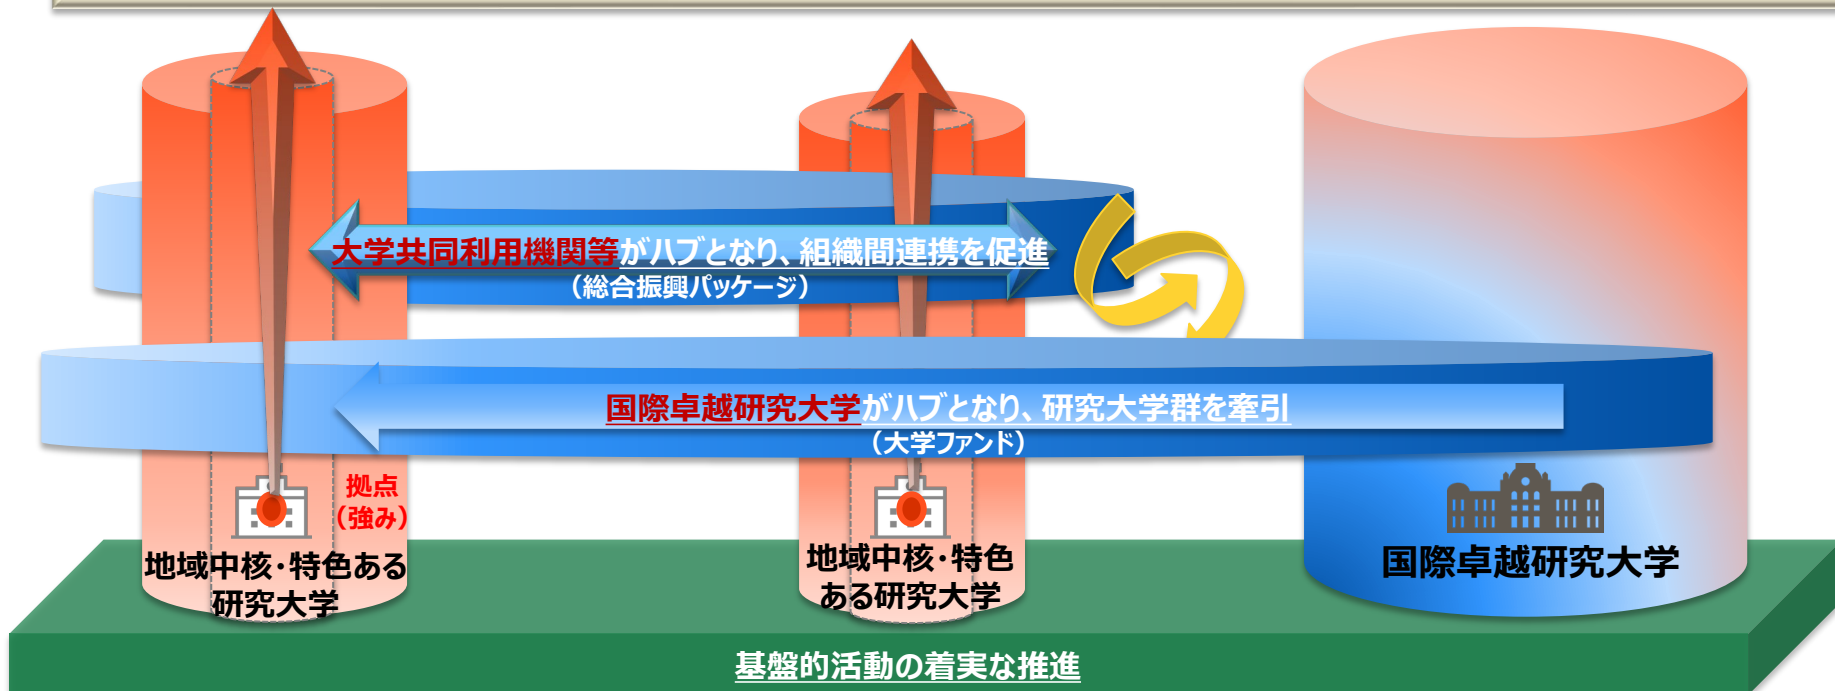 大学共同利用機関等がハブとなり、組織間連携を促進
（総合振興パッケージ）
国際卓越研究大学がハブとなり、研究大学群を牽引
（大学ファンド）
拠点
（強み）
地域中核・特色ある
研究大学
地域中核・特色
ある研究大学
国際卓越研究大学
基盤的活動の着実な推進